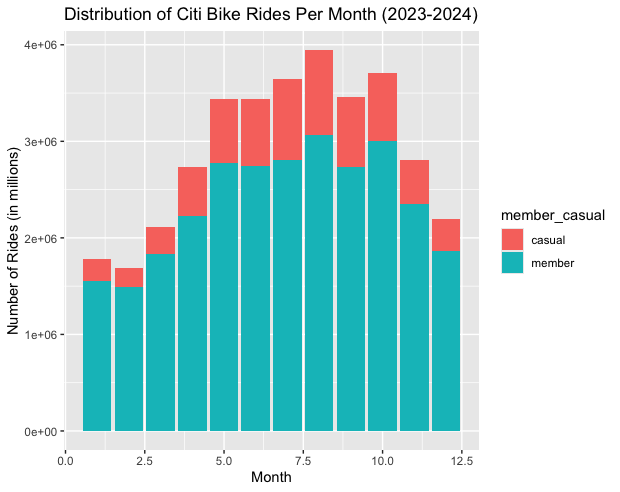 Distribution of Citi Bike Rides Per Month (2023-2024)
4e+06
3e+06
2e+06
1e+06
0e+00
Number of Rides (in millions)
0.0 2.5 5.0 7.5 10.0 12.5
Month
member_casual
casual
member